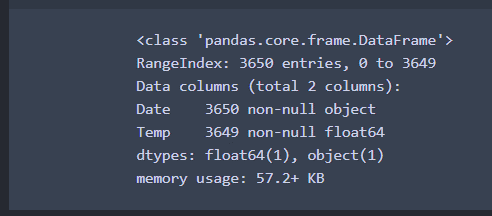 <class 'pandas.core.frame.DataFrame'>
RangeIndex: 3650 entries, 0 to 3649
Data columns (total 2 columns):
Date    3650 non-null object
Temp    3649 non-null float64
dtypes: float64(1), object(1)
memory usage: 57.2+ KB